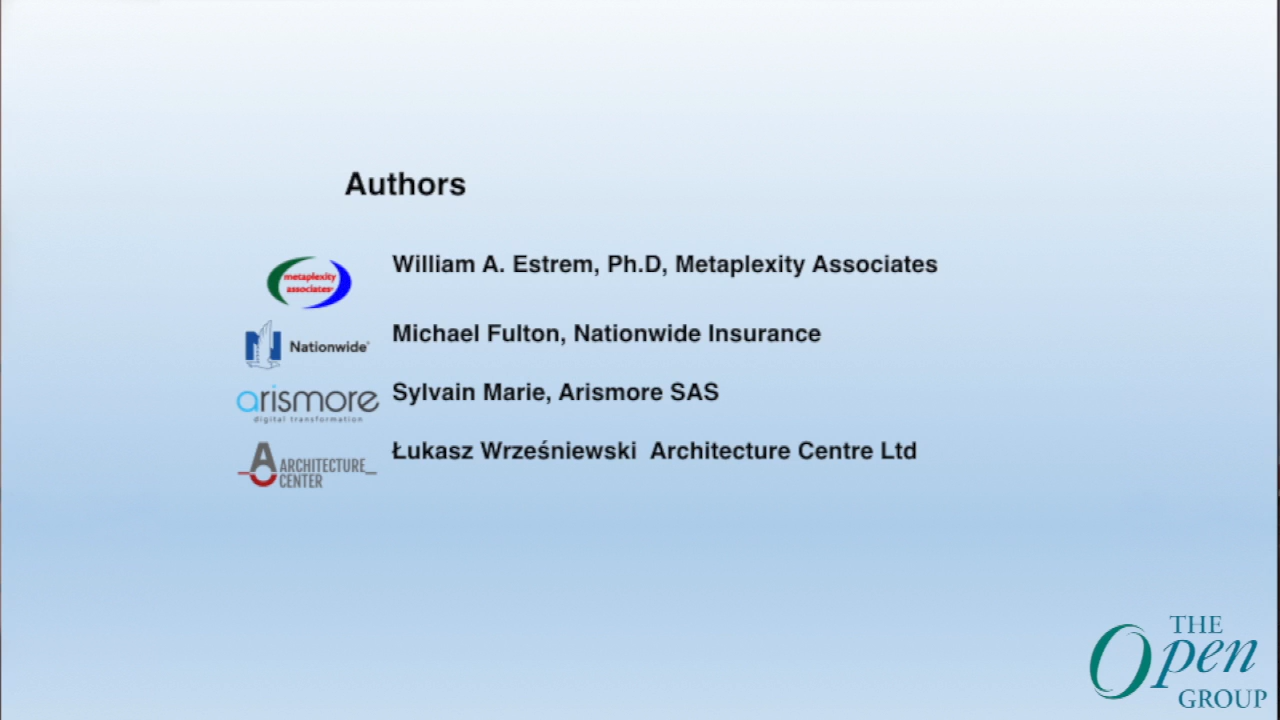 Authors
metaplexity
associates
William A. Estrem, Ph.D, Metaplexity Associates
Nationwide®
Michael Fulton, Nationwide Insurance
arismore
digital transformation
Sylvain Marie, Arismore SAS
ARCHITECTURE_
CENTER
Łukasz Wrześniewski  Architecture Centre Ltd
THE
Open
GROUP